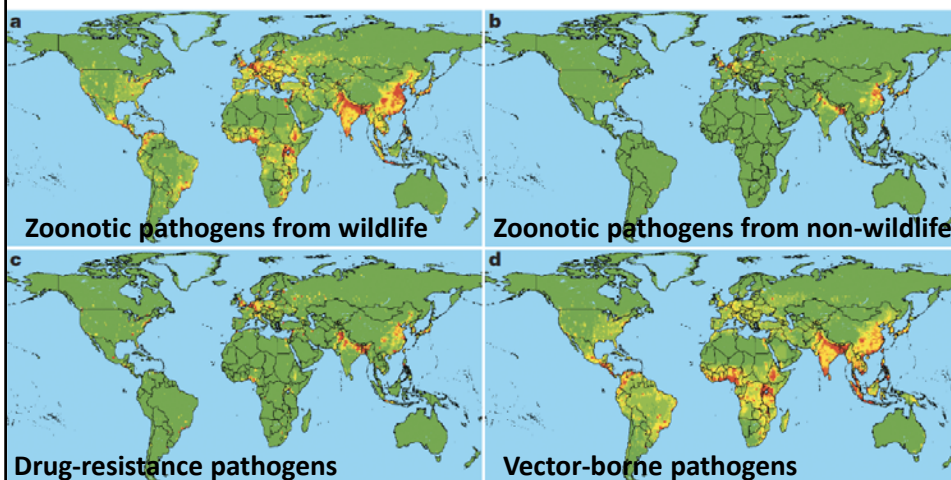 a
b
Zoonotic pathogens from wildlife
Zoonotic pathogens from non-wildlife
c
d
Drug-resistance pathogens
Vector-borne pathogens